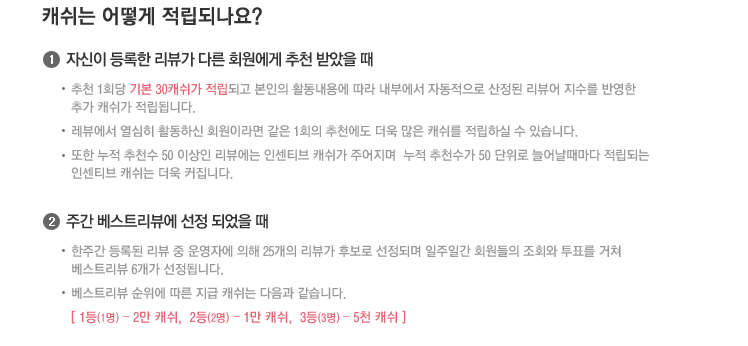 캐쉬는 어떻게 적립되나요?
1 자신이 등록한 리뷰가 다른 회원에게 추천 받았을 때
• 추천 1회당 기본 30캐쉬가 적립되고 본인의 활동내용에 따라 내부에서 자동적으로 산정된 리뷰어 지수를 반영한
추가 캐쉬가 적립됩니다.
• 레뷰에서 열심히 활동하신 회원이라면 같은 1회의 추천에도 더욱 많은 캐쉬를 적립하실 수 있습니다.
• 또한 누적 추천수 50 이상인 리뷰에는 인센티브 캐쉬가 주어지며 누적 추천수가 50 단위로 늘어날때마다 적립되는
인센티브 캐쉬는 더욱 커집니다.
2 주간 베스트리뷰에 선정 되었을 때
• 한주간 등록된 리뷰 중 운영자에 의해 25개의 리뷰가 후보로 선정되며 일주일간 회원들의 조회와 투표를 거쳐
베스트리뷰 6개가 선정됩니다.
• 베스트리뷰 순위에 따른 지급 캐쉬는 다음과 같습니다.
[ 1등(1명) – 2만 캐쉬, 2등(2명) – 1만 캐쉬, 3등(3명) – 5천 캐쉬 ]